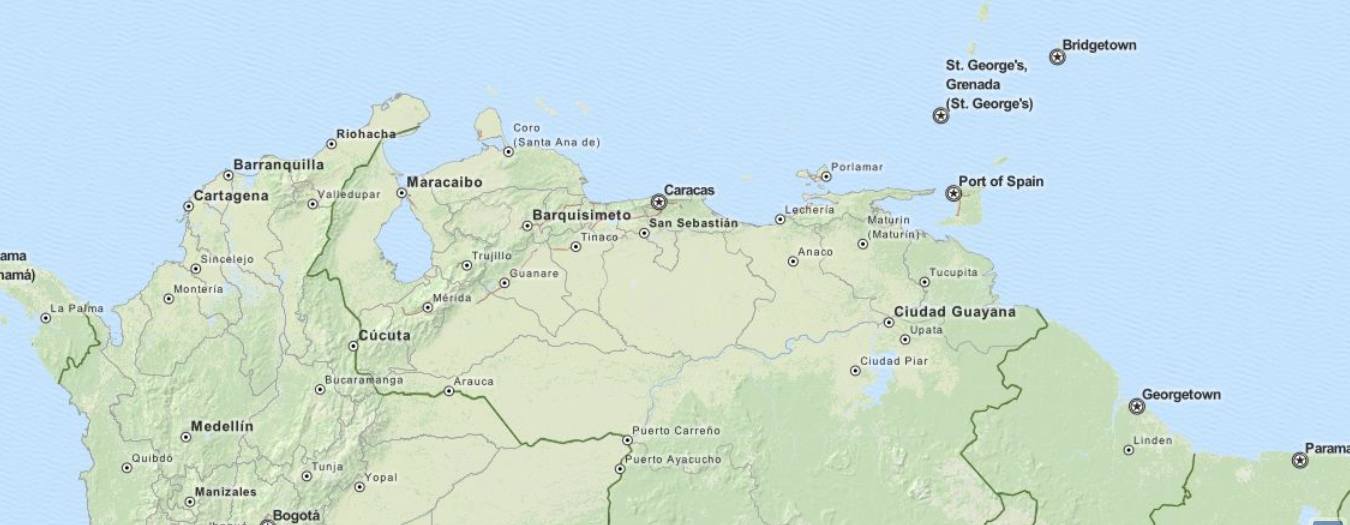 Bridgetown
St. George's,
Grenada
(St. George's)
Coro
(Santa Ana de)
Riohacha
Barranquilla
Porlamar
Cartagena
Valledupar
Maracaibo
Caracas
Port of Spain
Barquisimeto
San Sebastián
Lechería
Maturin
(Maturín)
Tinaco
ama
namá)
Sincelejo
Trujillo
Guanare
Anaco
Tucupita
Montería
Mérida
La Palma
Ciudad Guayana
Upata
Cúcuta
Ciudad Piar
Bucaramanga
Arauca
Georgetown
Medellín
Puerto Carreño
Linden
Parama
Quibdó
Tunja
Puerto Ayacucho
Yopal
Manizales
Bogotá